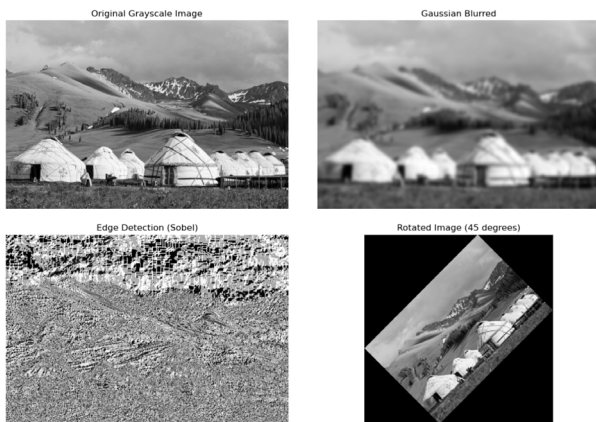 Original Grayscale Image
Gaussian Blurred
Edge Detection (Sobel)
Rotated Image (45 degrees)